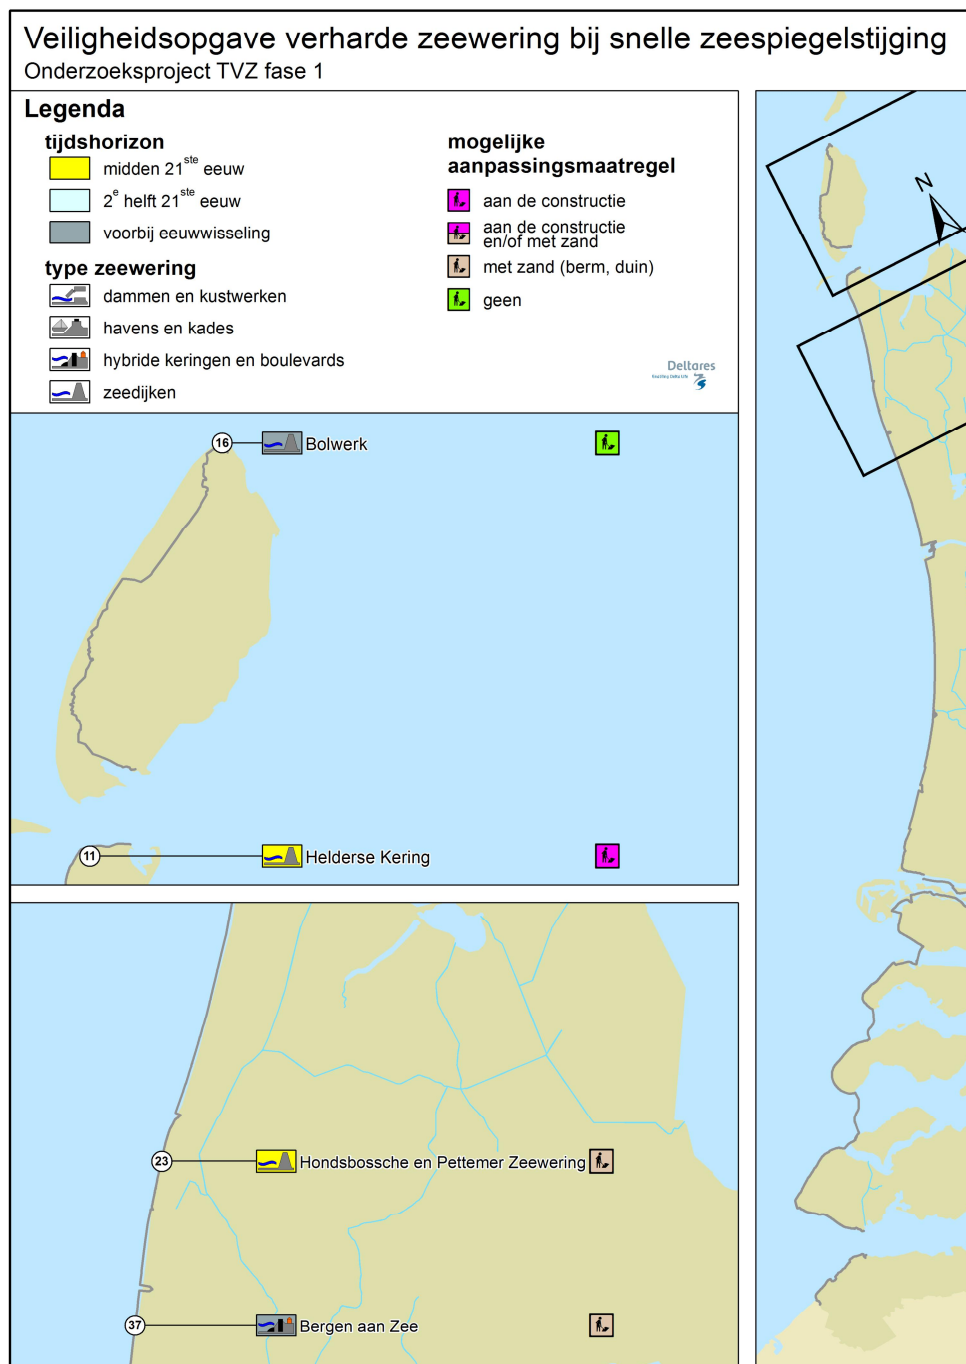 Veiligheidsopgave verharde zeewering bij snelle zeespiegelstijging
Onderzoeksproject TVZ fase 1
Legenda
tijdshorizon
midden 21ste eeuw
2e helft 21ste eeuw
voorbij eeuwwisseling
type zeewering
dammen en kustwerken
havens en kades
hybride keringen en boulevards
zeedijken
mogelijke
aanpassingsmaatregel
aan de constructie
aan de constructie
en/of met zand
met zand (berm, duin)
geen
Deltares
Enabling Delta Life
N
16 Bolwerk
11 Helderse Kering
23 Hondsbossche en Pettemer Zeewering
37 Bergen aan Zee